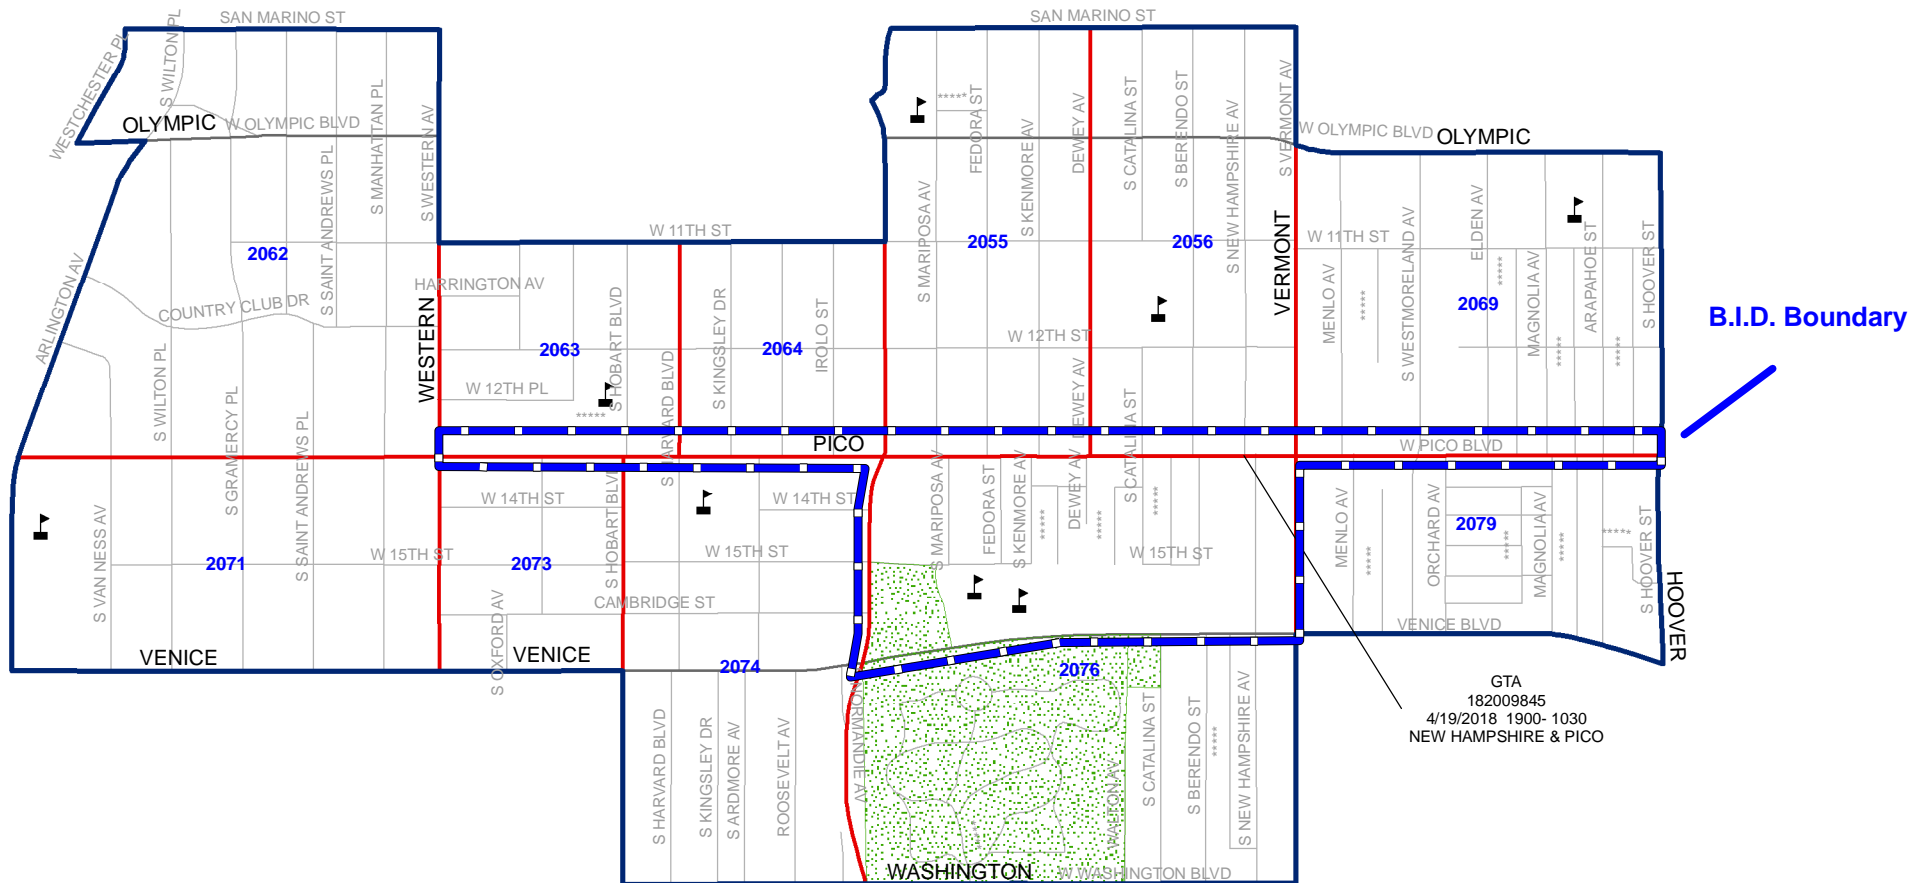 SAN MARINO ST
SAN MARINO ST
WESTCHESTER PL
S WILTON PL
OLYMPIC
W OLYMPIC BLVD
S SAINT ANDREWS PL
S MANHATTAN PL
S WESTERN AV
*****
FEDORA ST
S KENMORE AV
DEWEY AV
S CATALINA ST
S BERENDO ST
S NEW HAMPSHIRE AV
S VERMONT AV
W OLYMPIC BLVD
OLYMPIC
S MARIPOSA AV
W 11TH ST
2062
2055
2056
W 11TH ST
ELDEN AV
ARAPAHOE ST
S HOOVER ST
ARLINGTON AV
COUNTRY CLUB DR
HARRINGTON AV
WESTERN
S HOBART BLVD
S KINGSLEY DR
IROLO ST
VERMONT
MENLO AV
*****
S WESTMORELAND AV
*****
2069
MAGNOLIA AV
*****
*****
B.I.D. Boundary
2063
2064
W 12TH ST
W 12TH PL
*****
S HARVARD BLVD
S WILTON PL
S GRAMERCY PL
S SAINT ANDREWS PL
DEWEY AV
S CATALINA ST
PICO
W PICO BLVD
S VAN NESS AV
2071
W 15TH ST
W 14TH ST
2073
S HOBART BLVD
W 14TH ST
W 15TH ST
CAMBRIDGE ST
S MARIPOSA AV
FEDORA ST
S KENMORE AV
*****
DEWEY AV
*****
*****
W 15TH ST
MENLO AV
*****
ORCHARD AV
2079
*****
MAGNOLIA AV
*****
*****
S HOOVER ST
HOOVER
VENICE BLVD
VENICE
S OXFORD AV
VENICE
2074
2076
S HARVARD BLVD
S KINGSLEY DR
S ARDMORE AV
ROOSEVELT AV
NORMANDIE AV
*****
WALTON AV
S CATALINA ST
S BERENDO ST
*****
S NEW HAMPSHIRE AV
GTA
182009845
4/19/2018 1900- 1030
NEW HAMPSHIRE & PICO
WASHINGTON
W WASHINGTON BLVD